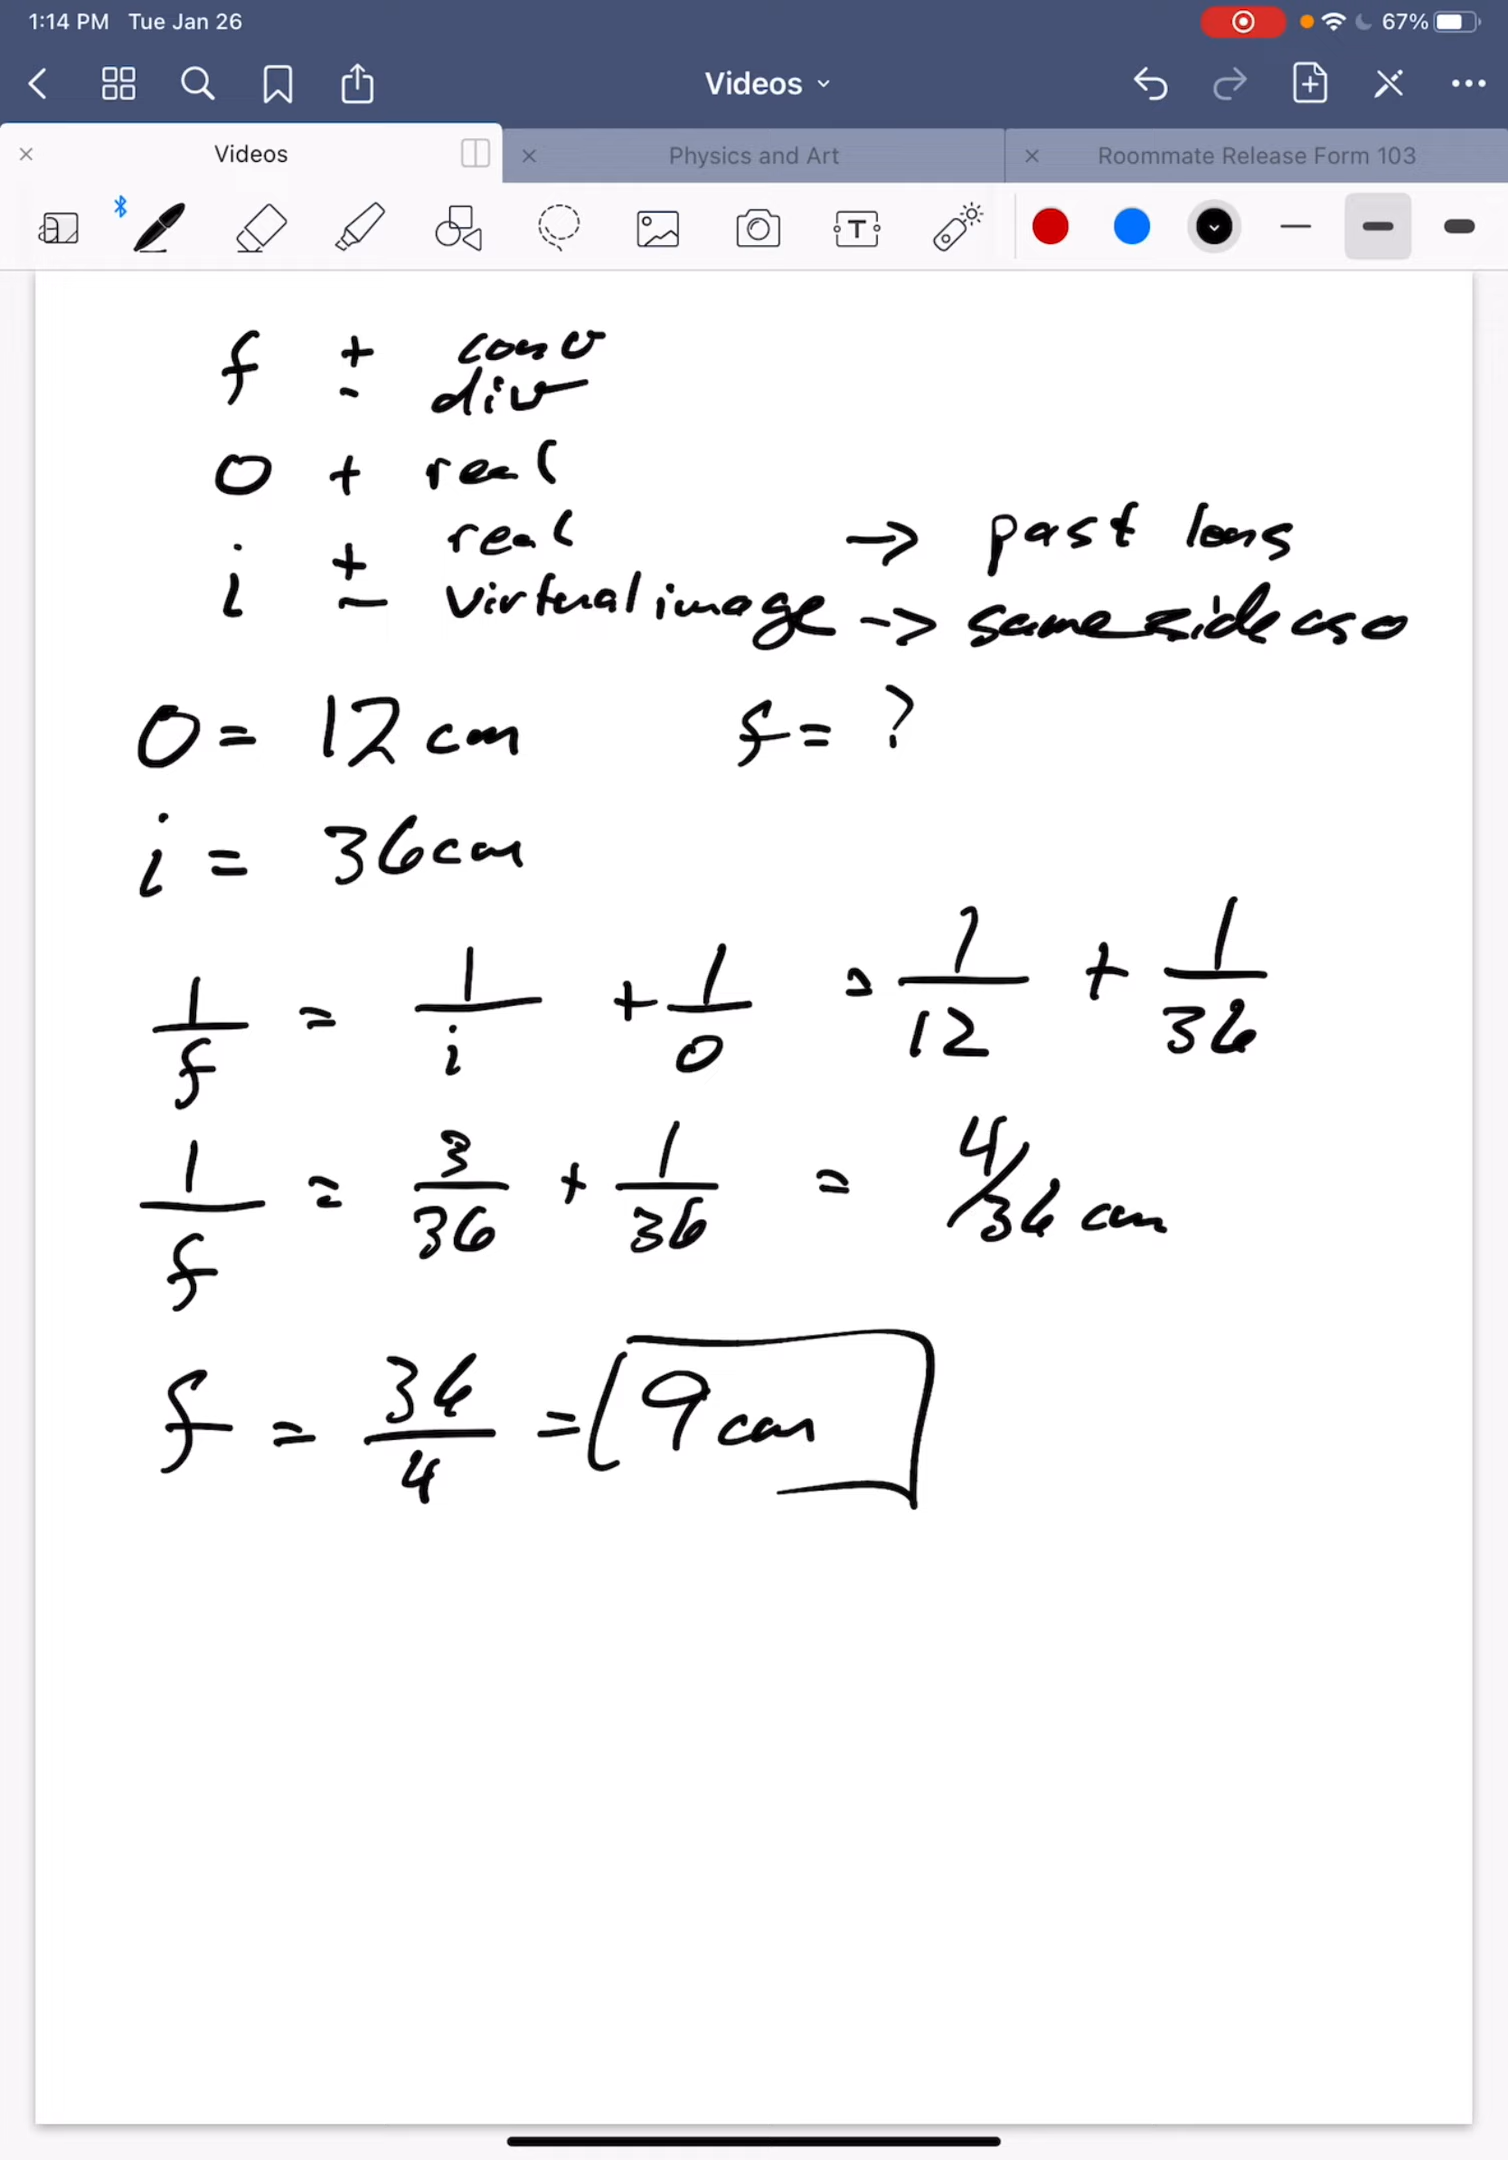 1:14 PM Tue Jan 26 67%
Videos
Videos Physics and Art Roommate Release Form 103
T
f + conv
- div
o + real
i + real → past lens
- virtual image -> same side as o
o = 12 cm f = ?
i = 36 cm
1/f = 1/i + 1/o = 1/12 + 1/36
1/f = 3/36 + 1/36 = 4/36 cm
f = 36/4 = 9 cm